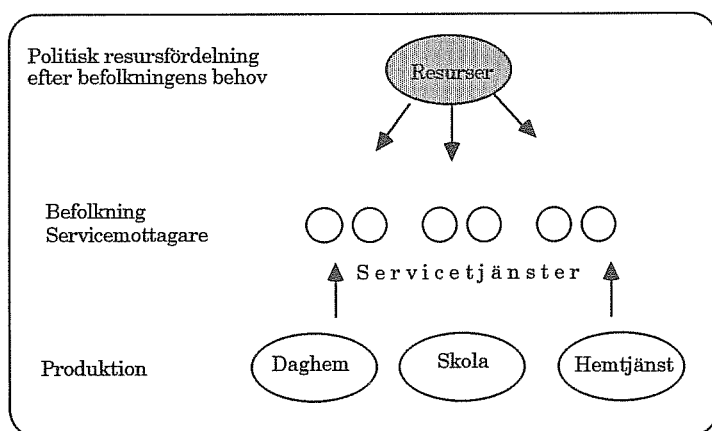 Politisk resursfördelning
efter befolkningens behov
Resurser
Befolkning
Servicemottagare
Servicetjänster
Produktion
Daghem
Skola
Hemtjänst